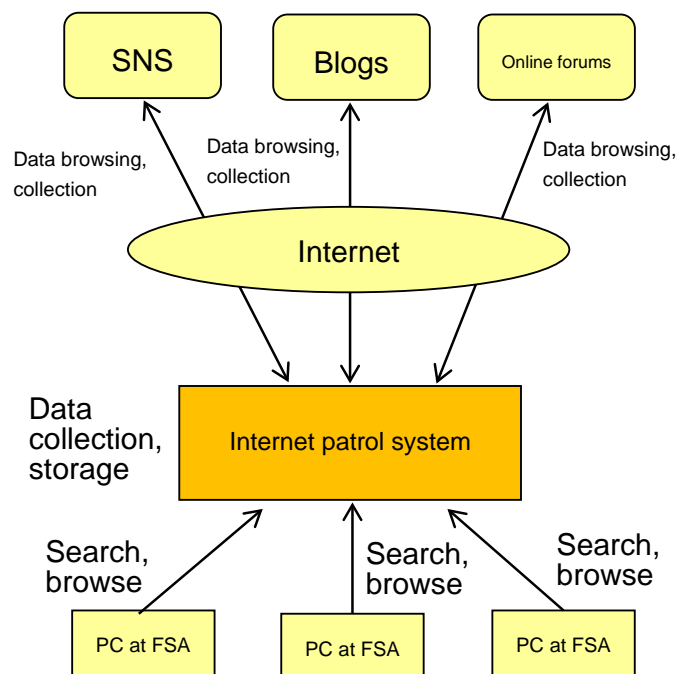 SNS
Blogs
Online forums
Data browsing,
collection
Data browsing,
collection
Data browsing,
collection
Internet
Data
collection,
storage
Internet patrol system
Search,
browse
Search,
browse
Search,
browse
PC at FSA
PC at FSA
PC at FSA